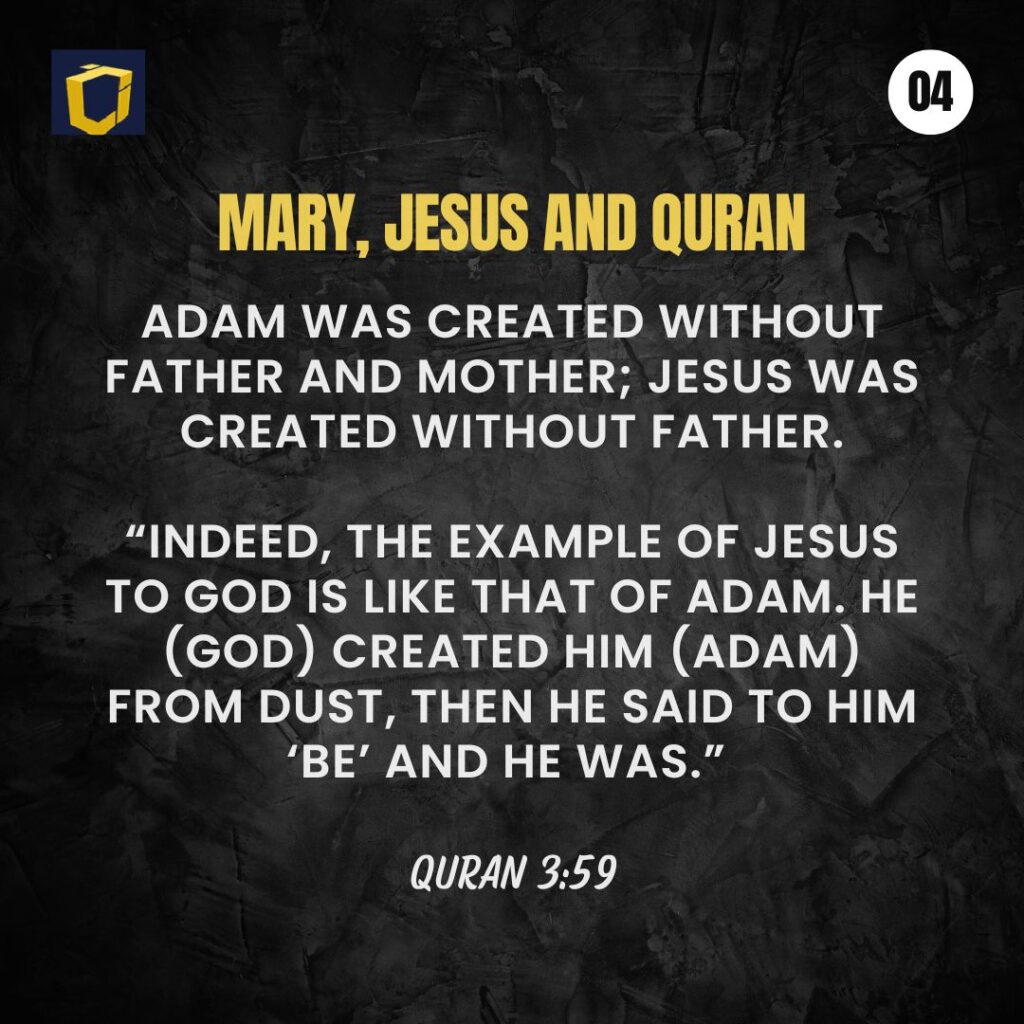 04
MARY, JESUS AND QURAN
ADAM WAS CREATED WITHOUT
FATHER AND MOTHER; JESUS WAS
CREATED WITHOUT FATHER.
“INDEED, THE EXAMPLE OF JESUS
TO GOD IS LIKE THAT OF ADAM. HE
(GOD) CREATED HIM (ADAM)
FROM DUST, THEN HE SAID TO HIM
‘BE’ AND HE WAS.”
QURAN 3:59